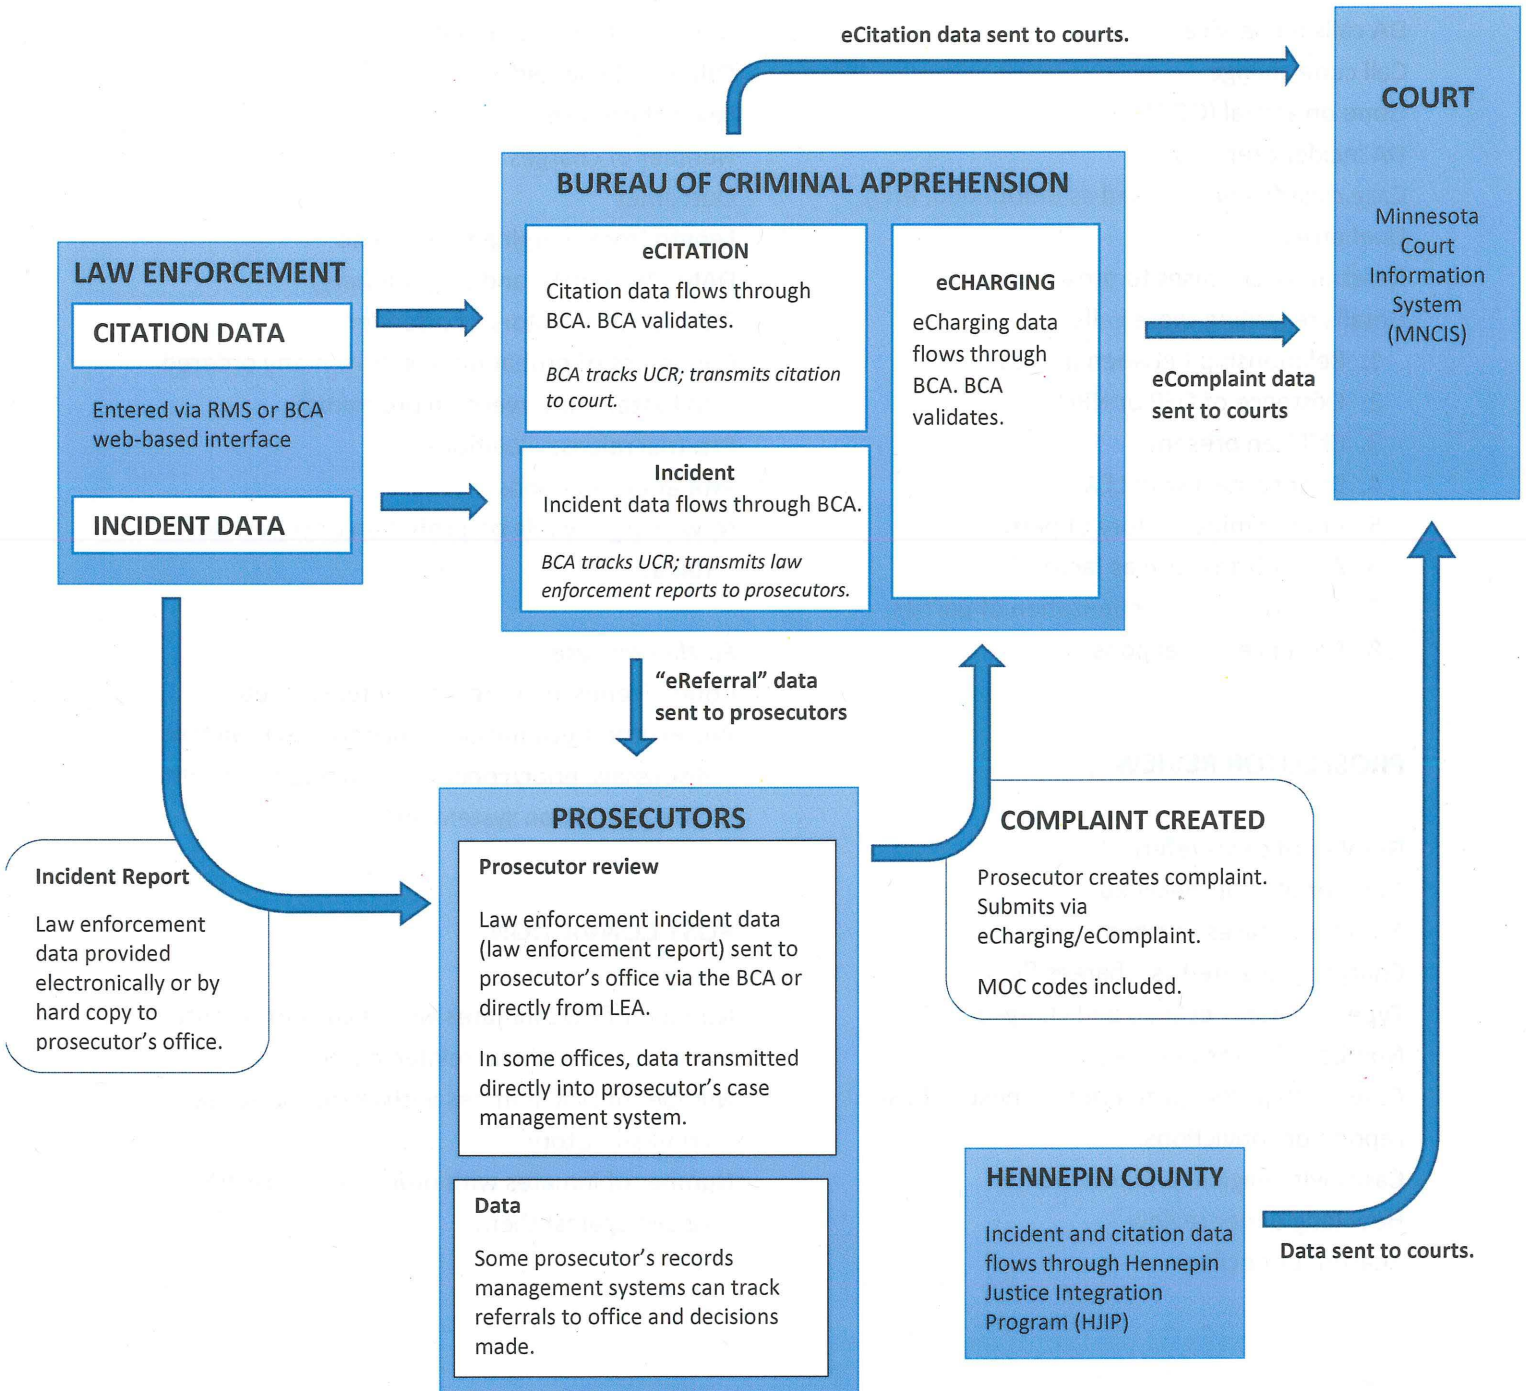 eCitation data sent to courts.
COURT
Minnesota
Court
Information
System
(MNCIS)
BUREAU OF CRIMINAL APPREHENSION
eCITATION
Citation data flows through
BCA. BCA validates.
BCA tracks UCR; transmits citation
to court.
Incident
Incident data flows through BCA.
BCA tracks UCR; transmits law
enforcement reports to prosecutors.
eCHARGING
eCharging data
flows through
BCA. BCA
validates.
eComplaint data
sent to courts
LAW ENFORCEMENT
CITATION DATA
Entered via RMS or BCA
web-based interface
INCIDENT DATA
"eReferral" data
sent to prosecutors
Incident Report
Law enforcement
data provided
electronically or by
hard copy to
prosecutor's office.
PROSECUTORS
Prosecutor review
Law enforcement incident data
(law enforcement report) sent to
prosecutor's office via the BCA or
directly from LEA.
In some offices, data transmitted
directly into prosecutor's case
management system.
Data
Some prosecutor's records
management systems can track
referrals to office and decisions
made.
COMPLAINT CREATED
Prosecutor creates complaint.
Submits via
eCharging/eComplaint.
MOC codes included.
HENNEPIN COUNTY
Incident and citation data
flows through Hennepin
Justice Integration
Program (HJIP)
Data sent to courts.